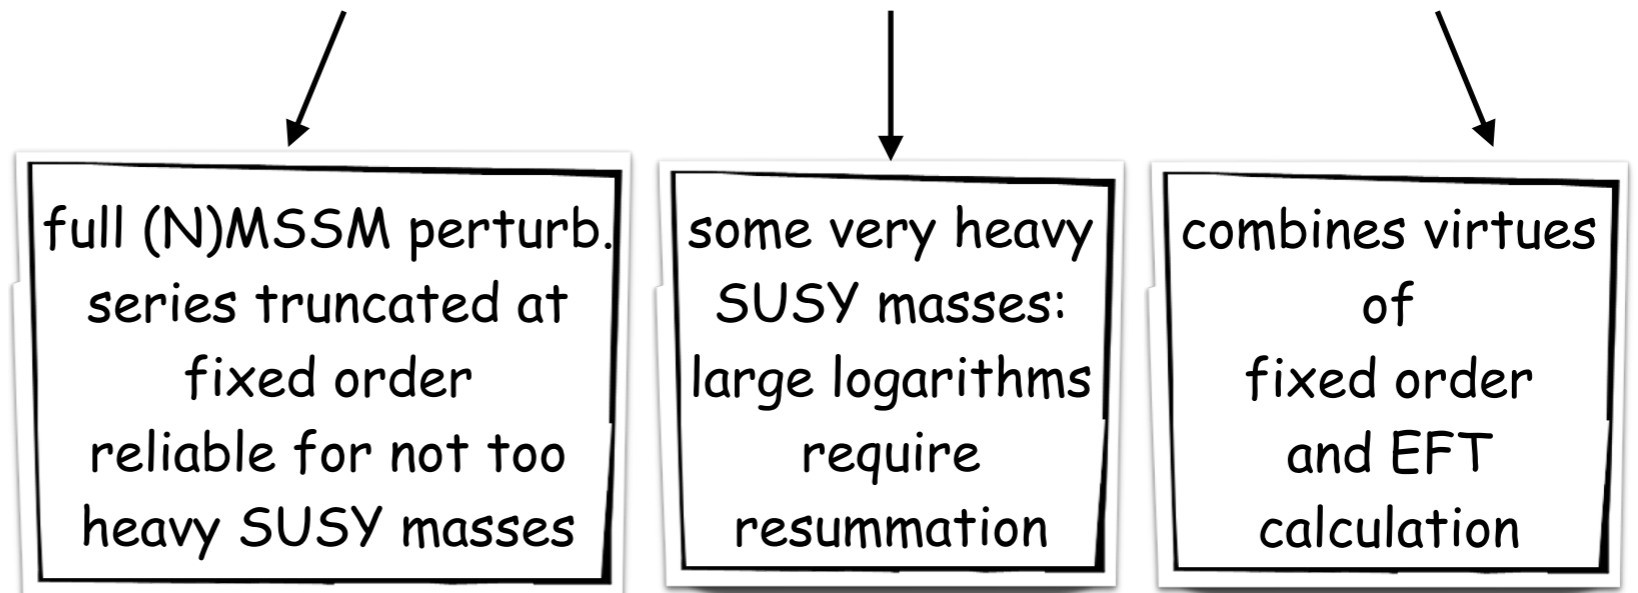 full (N)MSSM perturb.
series truncated at
fixed order
reliable for not too
heavy SUSY masses
some very heavy
SUSY masses:
large logarithms
require
resummation
combines virtues
of
fixed order
and EFT
calculation